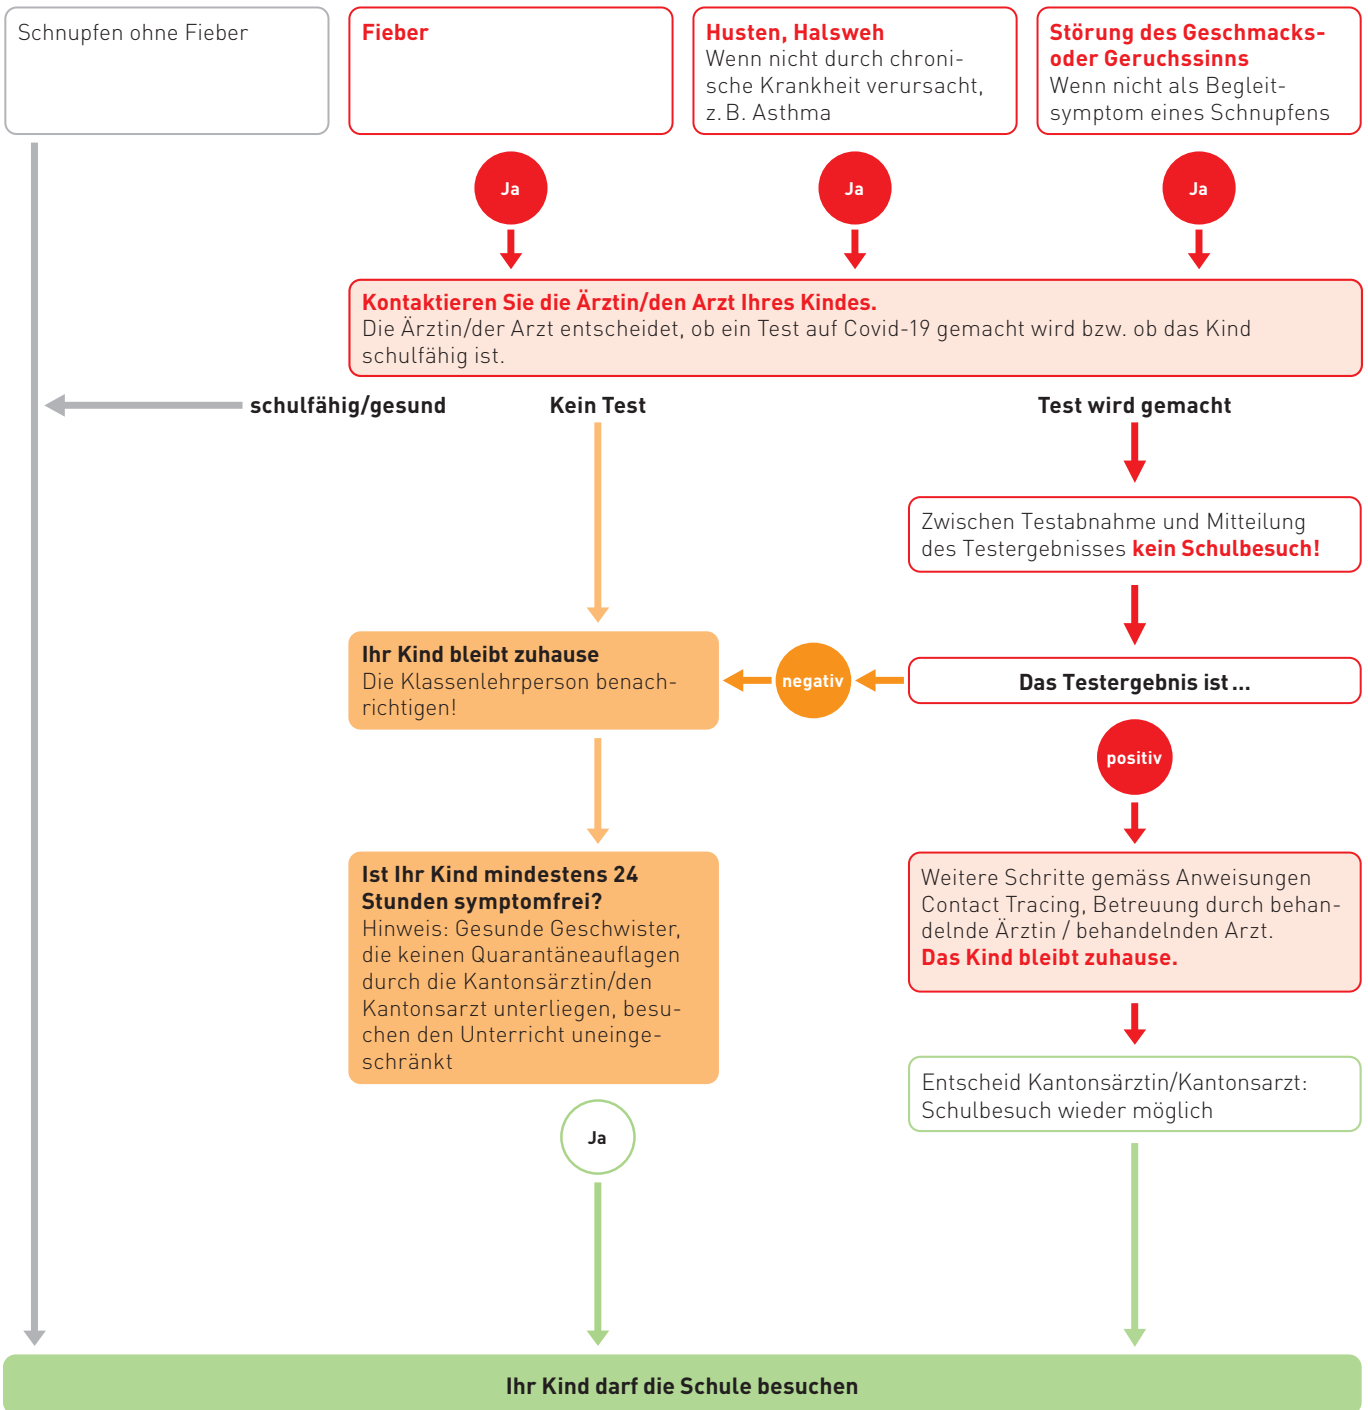 Schnupfen ohne Fieber
Fieber
Husten, Halsweh
Wenn nicht durch chroni-
sche Krankheit verursacht,
z. B. Asthma
Störung des Geschmacks-
oder Geruchssinns
Wenn nicht als Begleit-
symptom eines Schnupfens
Ja
Ja
Ja
Kontaktieren Sie die Ärztin/den Arzt Ihres Kindes.
Die Ärztin/der Arzt entscheidet, ob ein Test auf Covid-19 gemacht wird bzw. ob das Kind
schulfähig ist.
schulfähig/gesund
Kein Test
Test wird gemacht
Zwischen Testabnahme und Mitteilung
des Testergebnisses kein Schulbesuch!
Ihr Kind bleibt zuhause
Die Klassenlehrperson benach-
richtigen!
negativ
Das Testergebnis ist ...
positiv
Ist Ihr Kind mindestens 24
Stunden symptomfrei?
Hinweis: Gesunde Geschwister,
die keinen Quarantäneauflagen
durch die Kantonsärztin/den
Kantonsarzt unterliegen, besu-
chen den Unterricht uneinge-
schränkt
Weitere Schritte gemäss Anweisungen
Contact Tracing, Betreuung durch behan-
delnde Ärztin / behandelnden Arzt.
Das Kind bleibt zuhause.
Entscheid Kantonsärztin/Kantonsarzt:
Schulbesuch wieder möglich
Ja
Ihr Kind darf die Schule besuchen